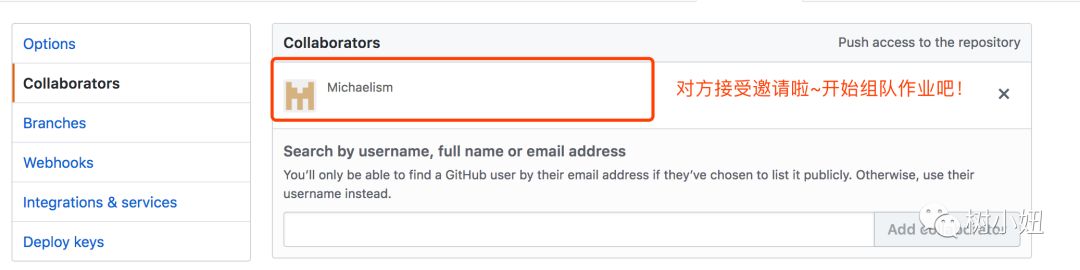 Options
Collaborators
Branches
Webhooks
Integrations & services
Deploy keys
Collaborators
Push access to the repository
Michaelism
对方接受邀请啦~开始组队作业吧！
Search by username, full name or email address
You'll only be able to find a GitHub user by their email address if they've chosen to list it publicly. Otherwise, use their
username instead.
Add collaborator
树小妞